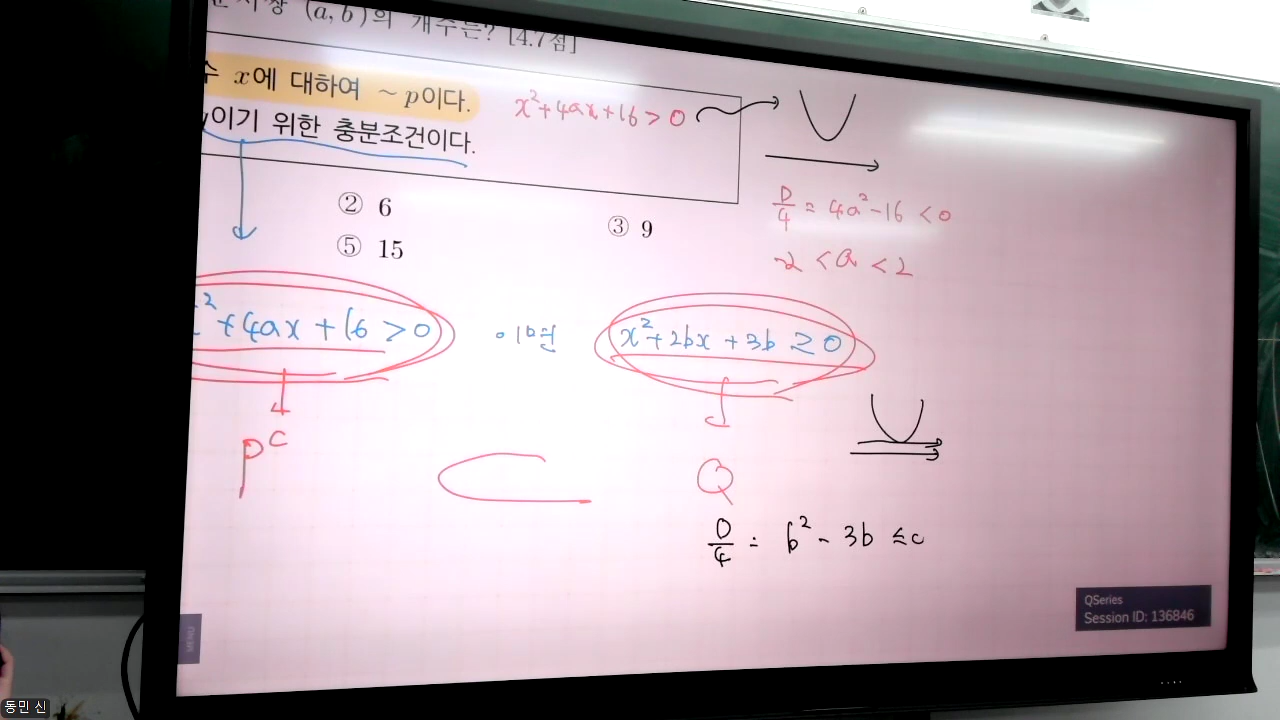 (a, b)의 개수는? [4.7점]
수 x에 대하여 ~p이다.
x²+4ax+16>0
이기 위한 충분조건이다.
② 6
③ 9
⑤ 15
D/4 = 4a²-16 <0
-2 <a <2
x²+4ax+16 >0 이면 x²+2bx+3b ≥0
P^C ⊂ Q
D/4 = b²-3b ≤0
QSeries
Session ID: 136846
MENU
동민 신